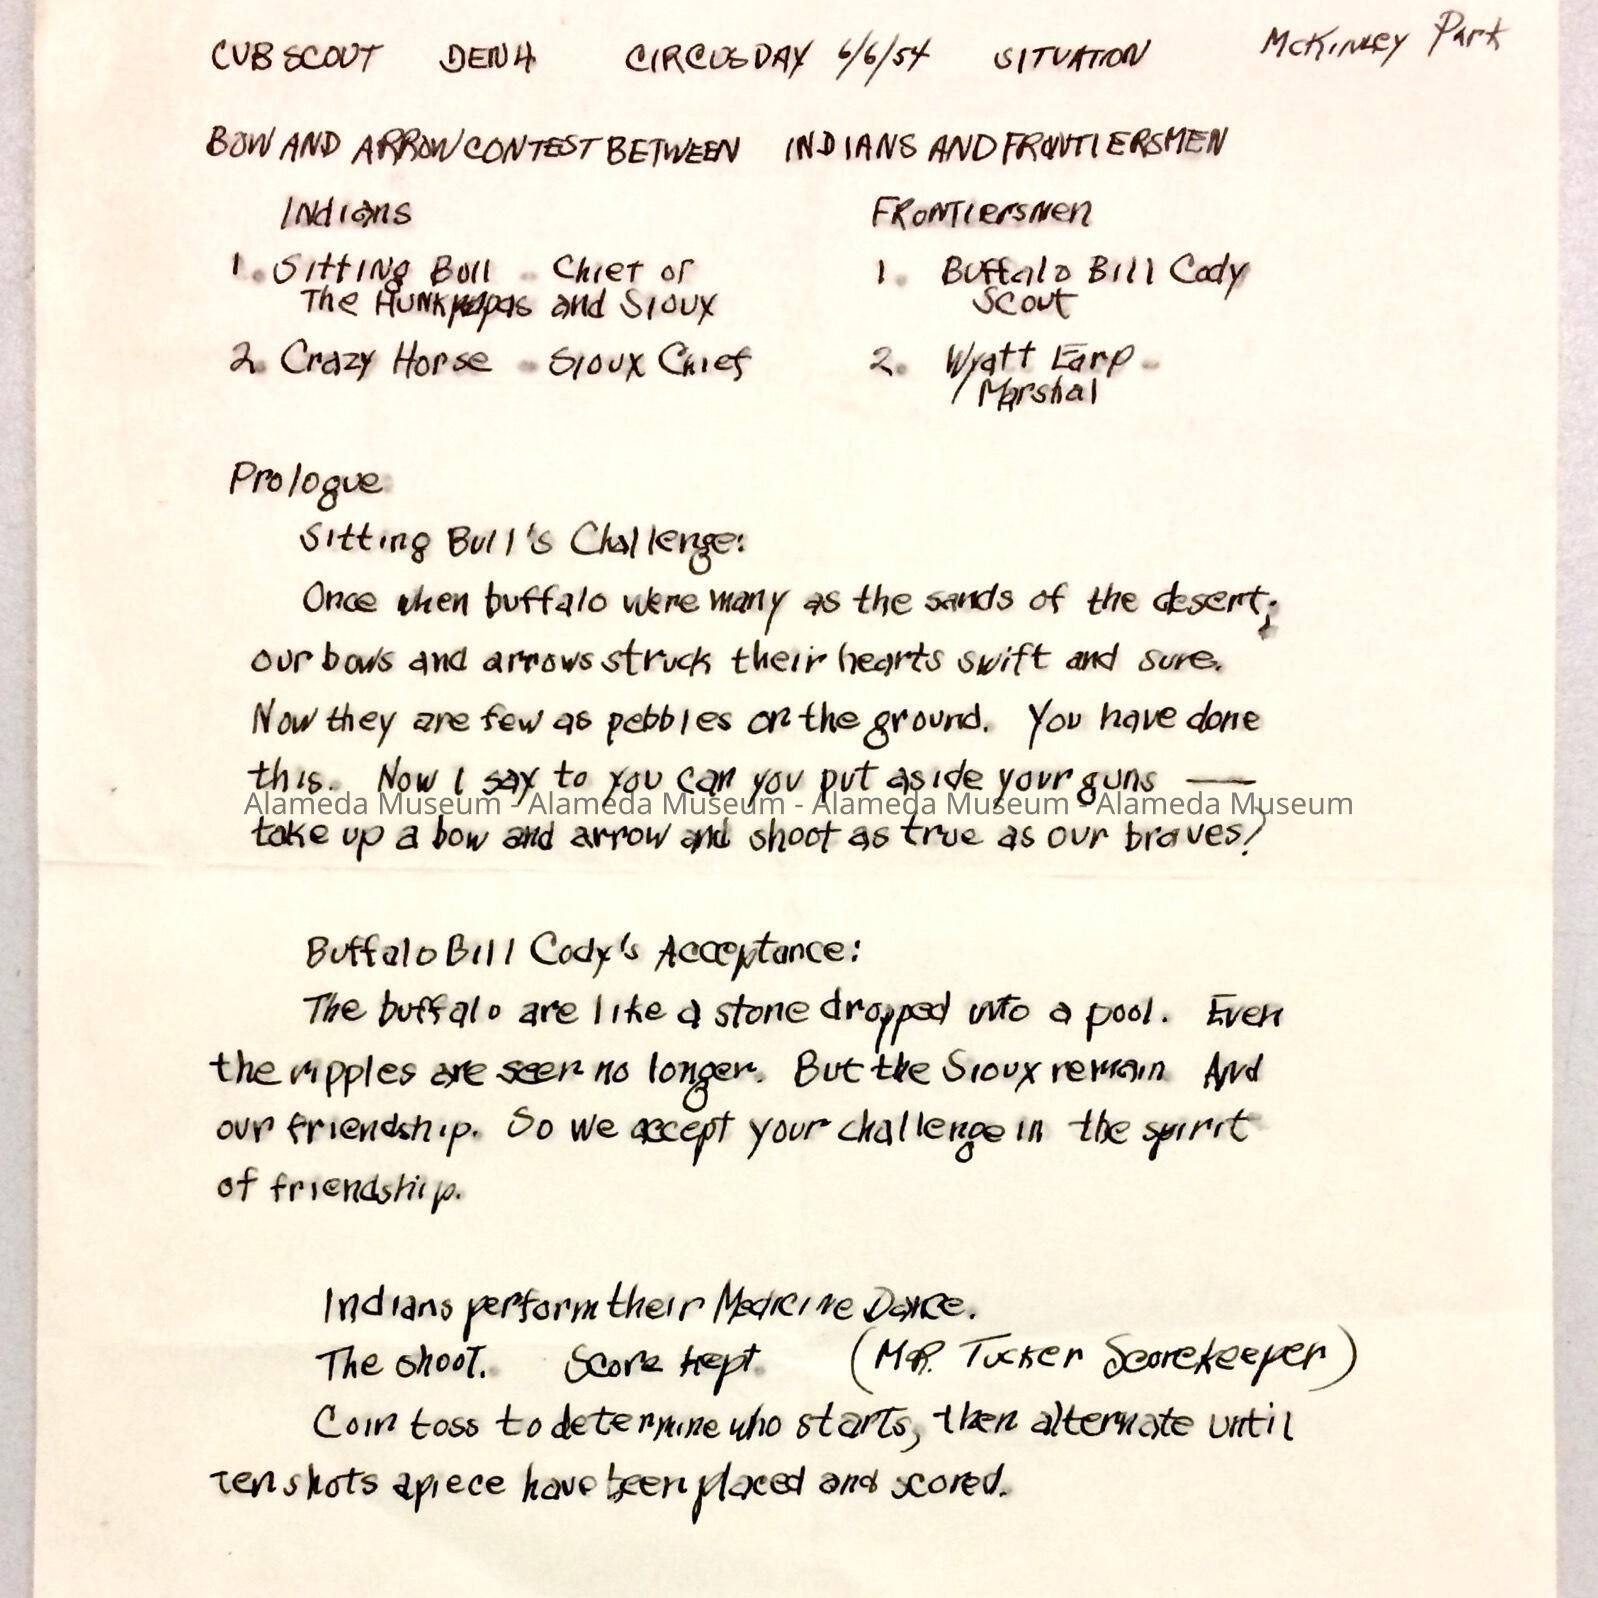 CUB SCOUT DEN 4 CIRCUS DAY 6/6/54 SITUATION McKinley Park
BOW AND ARROW CONTEST BETWEEN INDIANS AND FRONTIERSMEN
Indians Frontiersmen
1. Sitting Bull - Chief of 1. Buffalo Bill Cody
The Hunkpapas and Sioux Scout
2. Crazy Horse - Sioux Chief 2. Wyatt Earp -
Marshal
Prologue
Sitting Bull's Challenge:
Once when buffalo were many as the sands of the desert;
our bows and arrows struck their hearts swift and sure.
Now they are few as pebbles on the ground. You have done
this. Now I say to you can you put aside your guns —
Alameda Museum - Alameda Museum - Alameda Museum - Alameda Museum
take up a bow and arrow and shoot as true as our braves?
Buffalo Bill Cody's Acceptance:
The buffalo are like a stone dropped into a pool. Even
the ripples are seen no longer. But the Sioux remain And
our friendship. So we accept your challenge in the spirit
of friendship.
Indians perform their Medicine Dance.
The shoot. Score kept. (Mr. Tucker Scorekeeper)
Coin toss to determine who starts, then alternate until
ten shots apiece have been placed and scored.